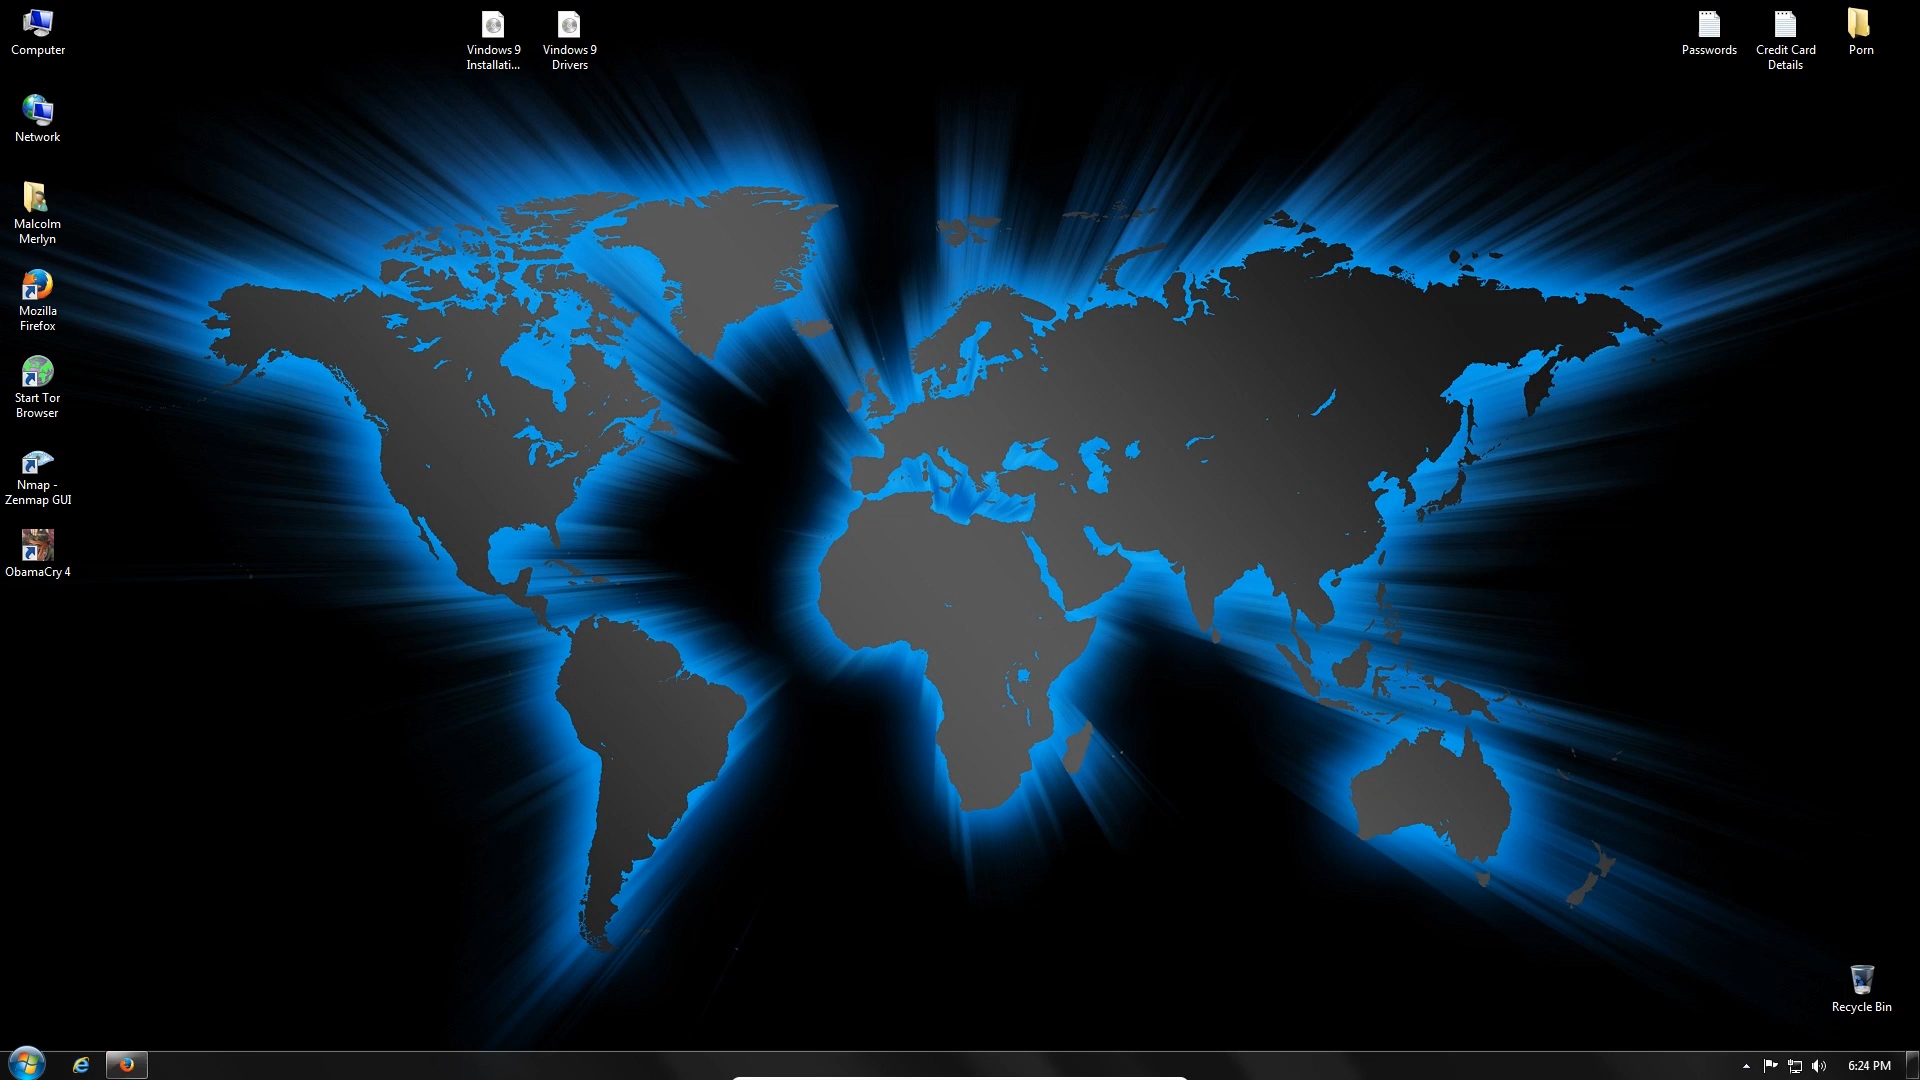 Computer
Network
Malcolm
Merlyn
Mozilla
Firefox
Start Tor
Browser
Nmap -
Zenmap GUI
ObamaCry 4
Vindows 9
Installati...
Vindows 9
Drivers
Passwords
Credit Card
Details
Porn
Recycle Bin
6:24 PM